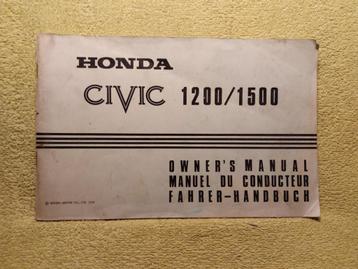 HONDA
CIVIC 1200/1500
OWNER'S MANUAL
MANUEL DU CONDUCTEUR
FAHRER-HANDBUCH